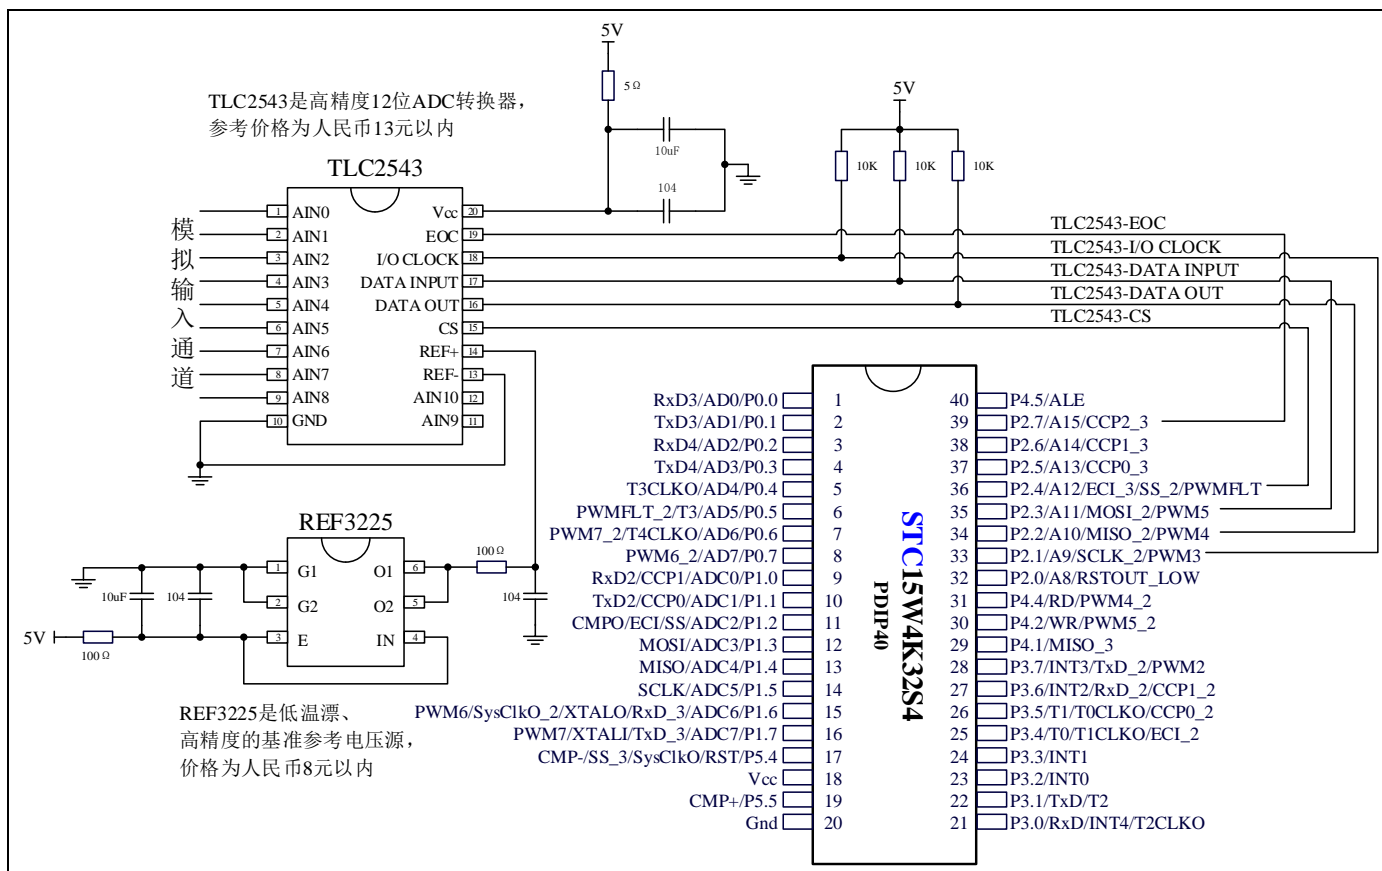 5V
5Ω
10uF
104
TLC2543是高精度12位ADC转换器，
参考价格为人民币13元以内
5V
10K
10K
10K
TLC2543
模拟输入通道
1 AIN0
2 AIN1
3 AIN2
4 AIN3
5 AIN4
6 AIN5
7 AIN6
8 AIN7
9 AIN8
10 GND
Vcc 20
EOC 19
I/O CLOCK 18
DATA INPUT 17
DATA OUT 16
CS 15
REF+ 14
REF- 13
AIN10 12
AIN9 11
TLC2543-EOC
TLC2543-I/O CLOCK
TLC2543-DATA INPUT
TLC2543-DATA OUT
TLC2543-CS
REF3225
1 G1
2 G2
3 E
O1 6
O2 5
IN 4
10uF
104
5V
100Ω
100Ω
104
REF3225是低温漂、
高精度的基准参考电压源，
价格为人民币8元以内
RxD3/AD0/P0.0 1
TxD3/AD1/P0.1 2
RxD4/AD2/P0.2 3
TxD4/AD3/P0.3 4
T3CLKO/AD4/P0.4 5
PWMFLT_2/T3/AD5/P0.5 6
PWM7_2/T4CLKO/AD6/P0.6 7
PWM6_2/AD7/P0.7 8
RxD2/CCP1/ADC0/P1.0 9
TxD2/CCP0/ADC1/P1.1 10
CMPO/ECI/SS/ADC2/P1.2 11
MOSI/ADC3/P1.3 12
MISO/ADC4/P1.4 13
SCLK/ADC5/P1.5 14
PWM6/SysClkO_2/XTALO/RxD_3/ADC6/P1.6 15
PWM7/XTALI/TxD_3/ADC7/P1.7 16
CMP-/SS_3/SysClkO/RST/P5.4 17
Vcc 18
CMP+/P5.5 19
Gnd 20
STC15W4K32S4
PDIP40
40 P4.5/ALE
39 P2.7/A15/CCP2_3
38 P2.6/A14/CCP1_3
37 P2.5/A13/CCP0_3
36 P2.4/A12/ECI_3/SS_2/PWMFLT
35 P2.3/A11/MOSI_2/PWM5
34 P2.2/A10/MISO_2/PWM4
33 P2.1/A9/SCLK_2/PWM3
32 P2.0/A8/RSTOUT_LOW
31 P4.4/RD/PWM4_2
30 P4.2/WR/PWM5_2
29 P4.1/MISO_3
28 P3.7/INT3/TxD_2/PWM2
27 P3.6/INT2/RxD_2/CCP1_2
26 P3.5/T1/T0CLKO/CCP0_2
25 P3.4/T0/T1CLKO/ECI_2
24 P3.3/INT1
23 P3.2/INT0
22 P3.1/TxD/T2
21 P3.0/RxD/INT4/T2CLKO